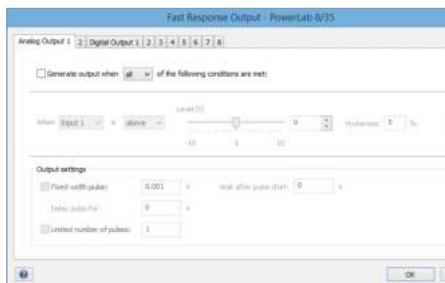 Fast Response Output - PowerLab 8/35
Analog Output 1 2 Digital Output 1 2 3 4 5 6 7 8
Generate output when all of the following conditions are met:
Level (V)
When Input 1 is above 0 Hysteresis: 5 %
-10 0 10
Output settings
Fixed width pulse: 0.001 s Wait after pulse start: 0 s
Delay pulse for: 0 s
Limited number of pulses: 1
OK